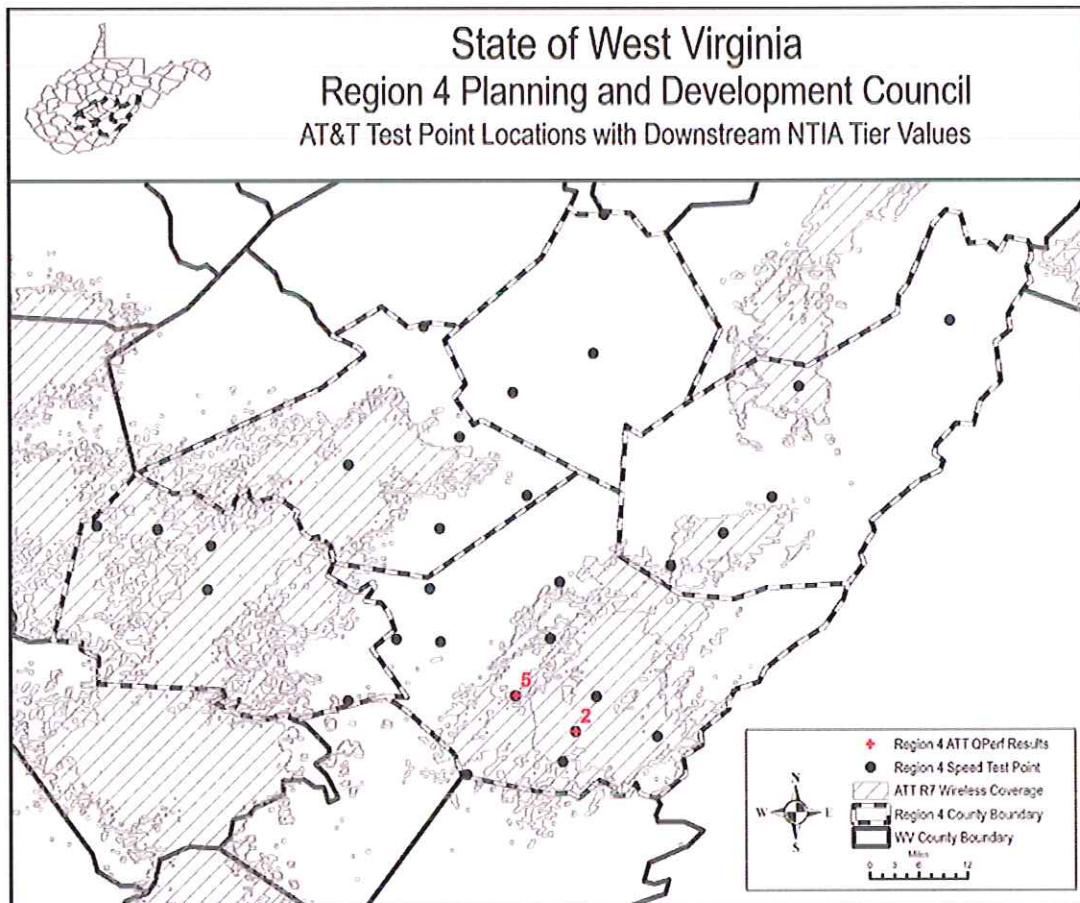 State of West Virginia
Region 4 Planning and Development Council
AT&T Test Point Locations with Downstream NTIA Tier Values
5
2
Region 4 ATT QPerf Results
Region 4 Speed Test Point
ATT R7 Wireless Coverage
Region 4 County Boundary
WV County Boundary
N
W E
S
Miles
0 3 6 12